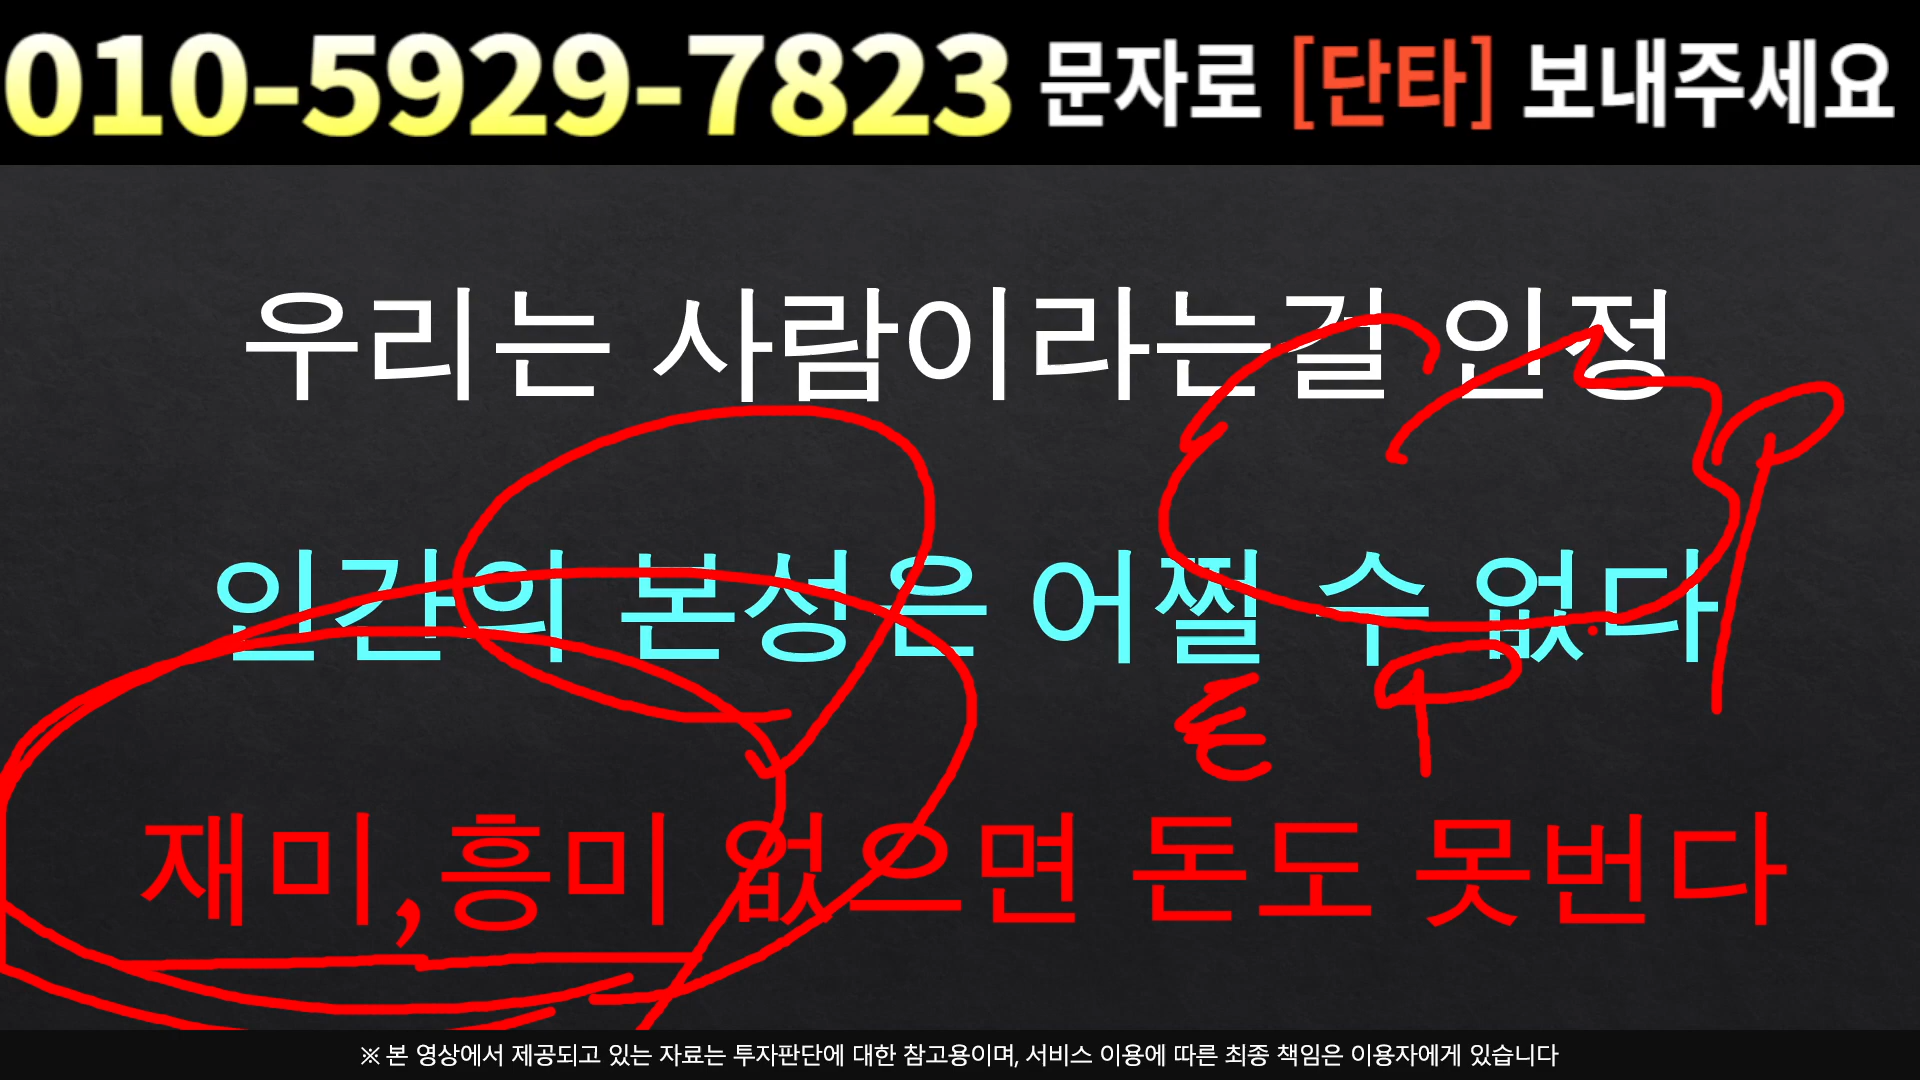 010-5929-7823 문자로 [단타] 보내주세요
우리는 사람이라는걸 인정
인간의 본성은 어쩔 수 없다
재미,흥미 없으면 돈도 못번다
※ 본 영상에서 제공되고 있는 자료는 투자판단에 대한 참고용이며, 서비스 이용에 따른 최종 책임은 이용자에게 있습니다